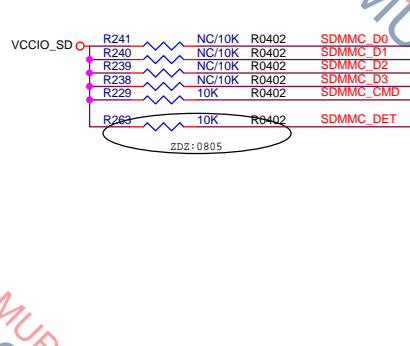 R241 NC/10K R0402 SDMMC_D0
VCCIO_SD R240 NC/10K R0402 SDMMC_D1
R239 NC/10K R0402 SDMMC_D2
R238 NC/10K R0402 SDMMC_D3
R229 10K R0402 SDMMC_CMD
R263 10K R0402 SDMMC_DET
ZDZ:0805